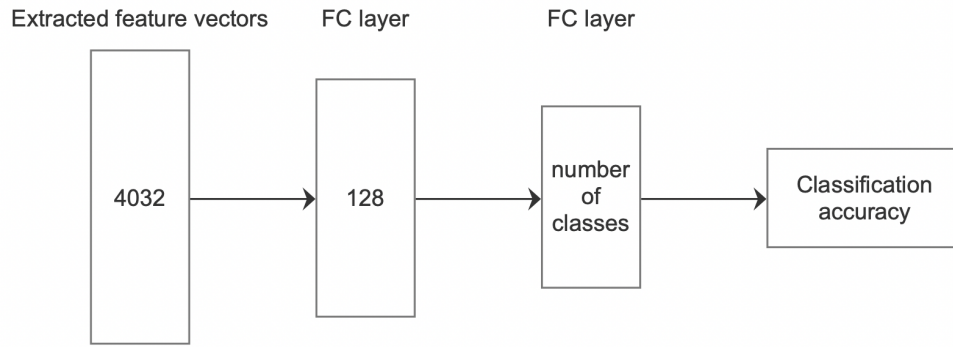 Extracted feature vectors
FC layer
FC layer
4032
128
number
of
classes
Classification
accuracy